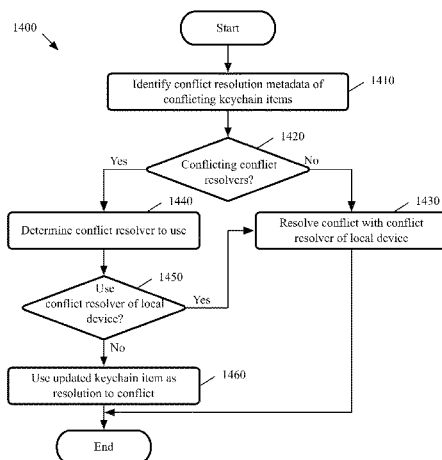 1400
Start
Identify conflict resolution metadata of
conflicting keychain items
1410
1420
Conflicting conflict
resolvers?
Yes
No
1440
1430
Determine conflict resolver to use
Resolve conflict with conflict
resolver of local device
1450
Use
conflict resolver of local
device?
Yes
No
1460
Use updated keychain item as
resolution to conflict
End